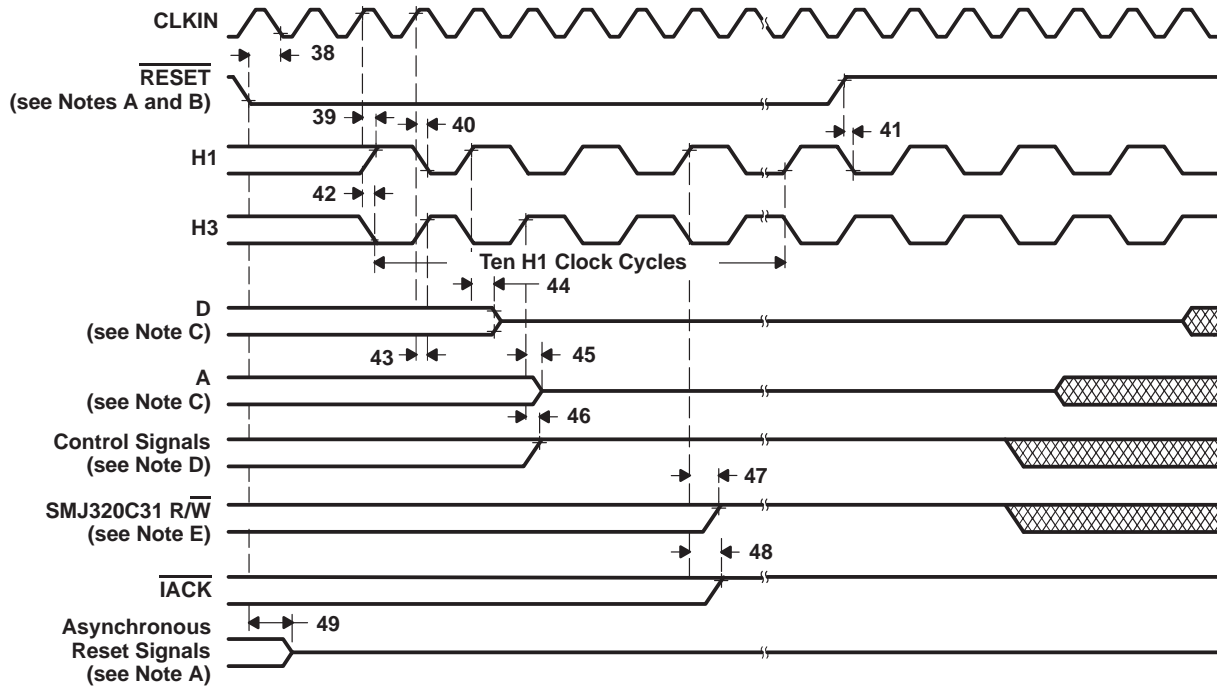 CLKIN
38
RESET
(see Notes A and B)
39
40
41
H1
42
H3
Ten H1 Clock Cycles
44
D
(see Note C)
43
45
A
(see Note C)
46
Control Signals
(see Note D)
47
SMJ320C31 R/W
(see Note E)
48
IACK
49
Asynchronous
Reset Signals
(see Note A)